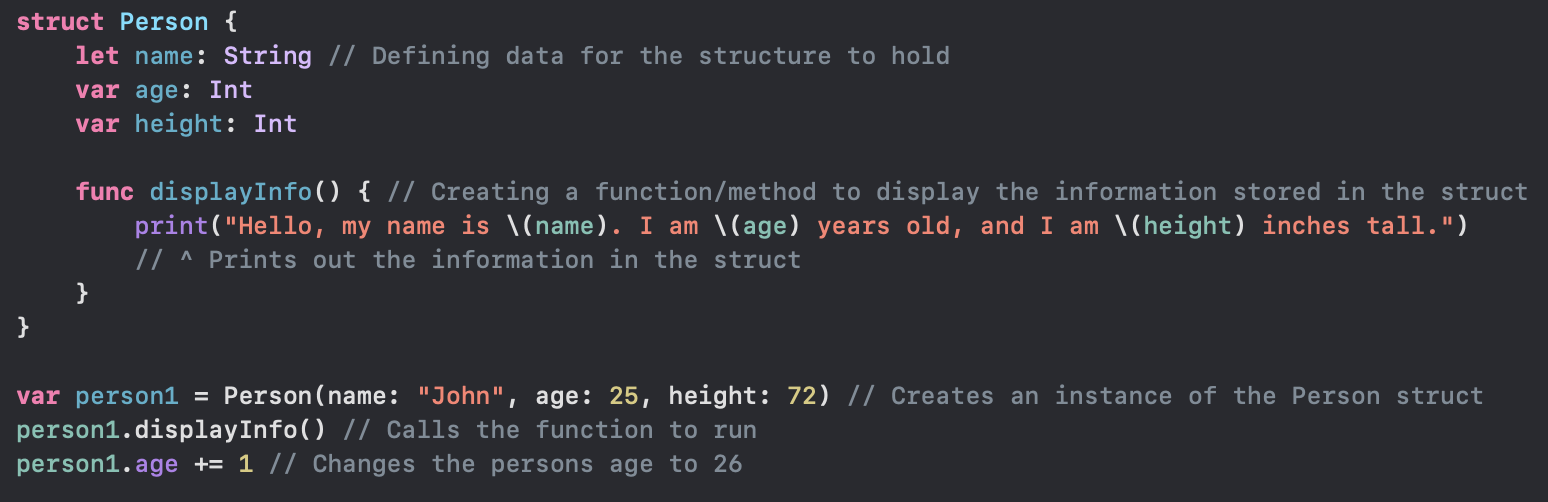 struct Person {
    let name: String // Defining data for the structure to hold
    var age: Int
    var height: Int

    func displayInfo() { // Creating a function/method to display the information stored in the struct
        print("Hello, my name is \(name). I am \(age) years old, and I am \(height) inches tall.")
        // ^ Prints out the information in the struct
    }
}

var person1 = Person(name: "John", age: 25, height: 72) // Creates an instance of the Person struct
person1.displayInfo() // Calls the function to run
person1.age += 1 // Changes the persons age to 26